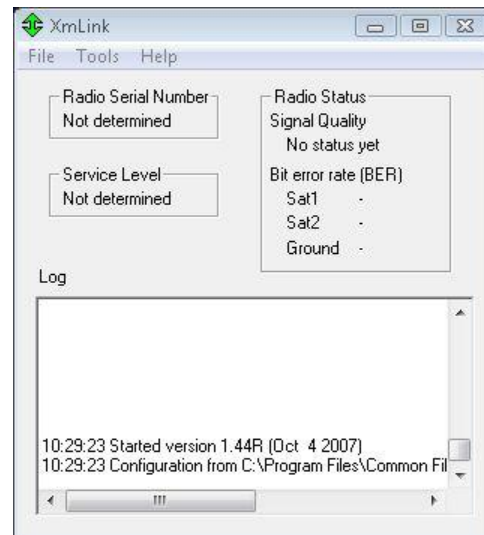 XmLink
File Tools Help
Radio Serial Number
Not determined
Service Level
Not determined
Radio Status
Signal Quality
No status yet
Bit error rate (BER)
Sat1 -
Sat2 -
Ground -
Log
10:29:23 Started version 1.44R (Oct 4 2007)
10:29:23 Configuration from C:\Program Files\Common Fil